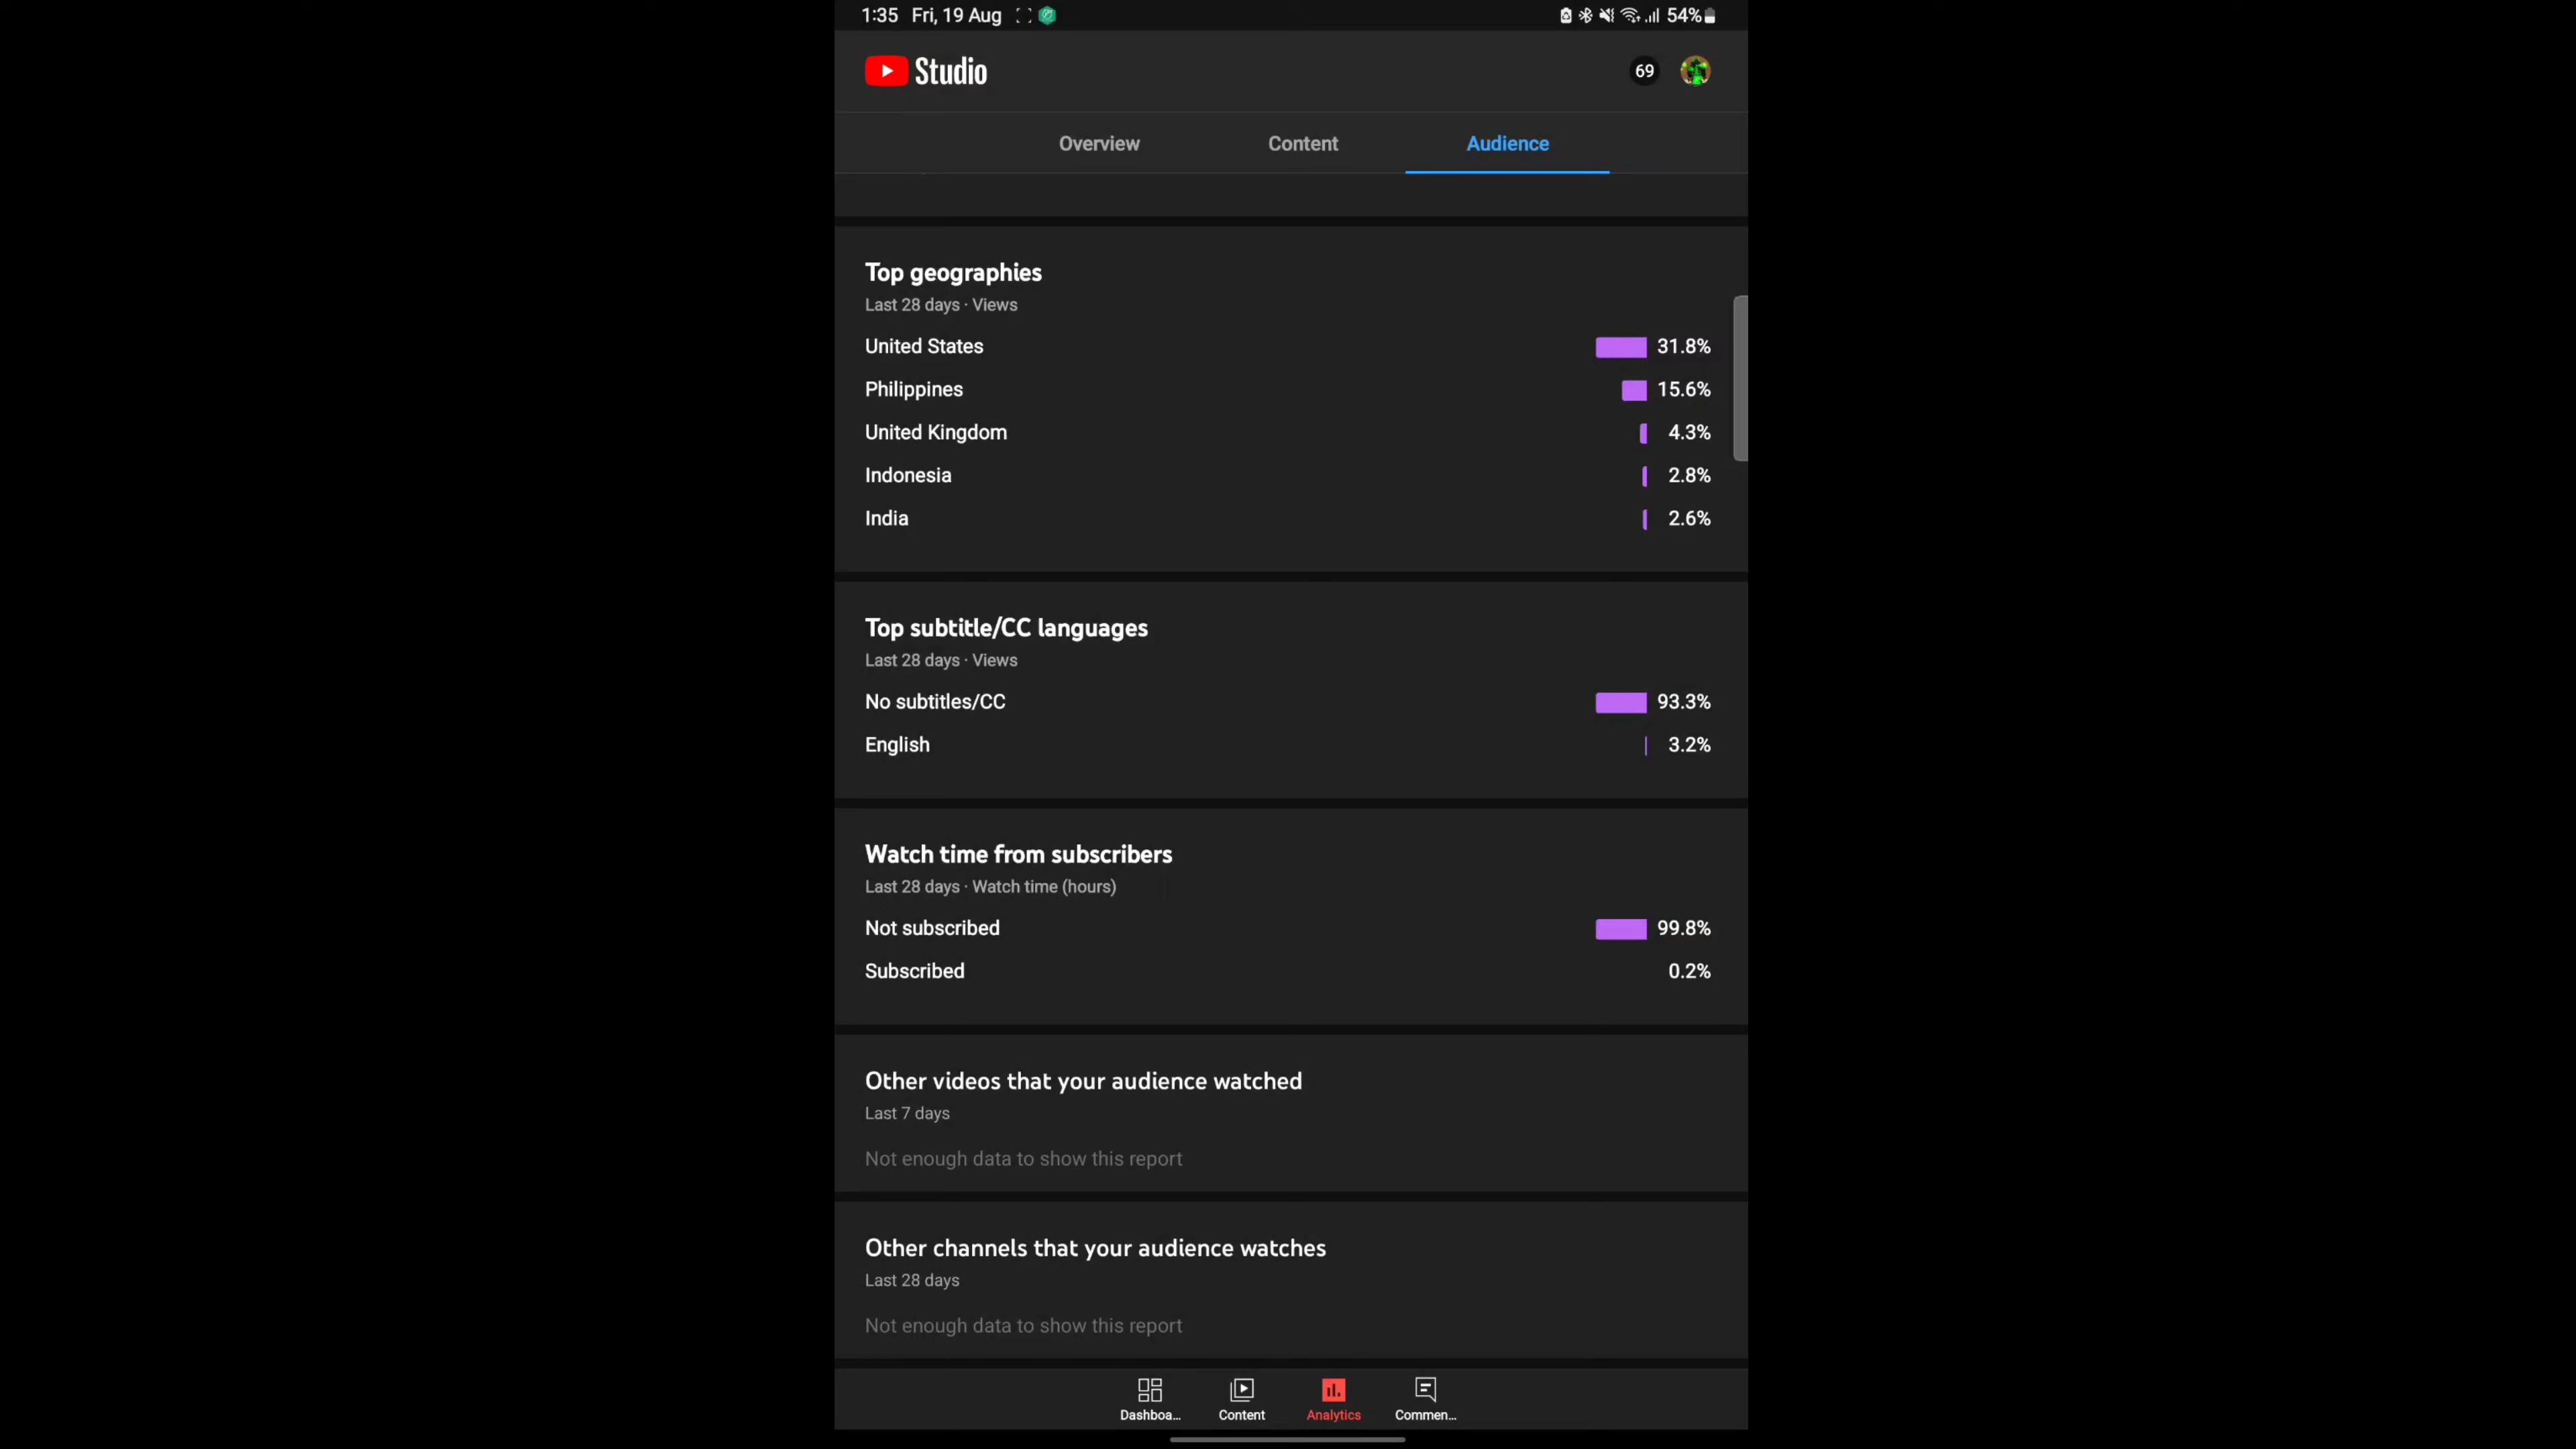 1:35 Fri, 19 Aug
54%
Studio
69
Overview Content Audience
Top geographies
Last 28 days · Views
United States 31.8%
Philippines 15.6%
United Kingdom 4.3%
Indonesia 2.8%
India 2.6%
Top subtitle/CC languages
Last 28 days · Views
No subtitles/CC 93.3%
English 3.2%
Watch time from subscribers
Last 28 days · Watch time (hours)
Not subscribed 99.8%
Subscribed 0.2%
Other videos that your audience watched
Last 7 days
Not enough data to show this report
Other channels that your audience watches
Last 28 days
Not enough data to show this report
Dashboa... Content Analytics Commen...